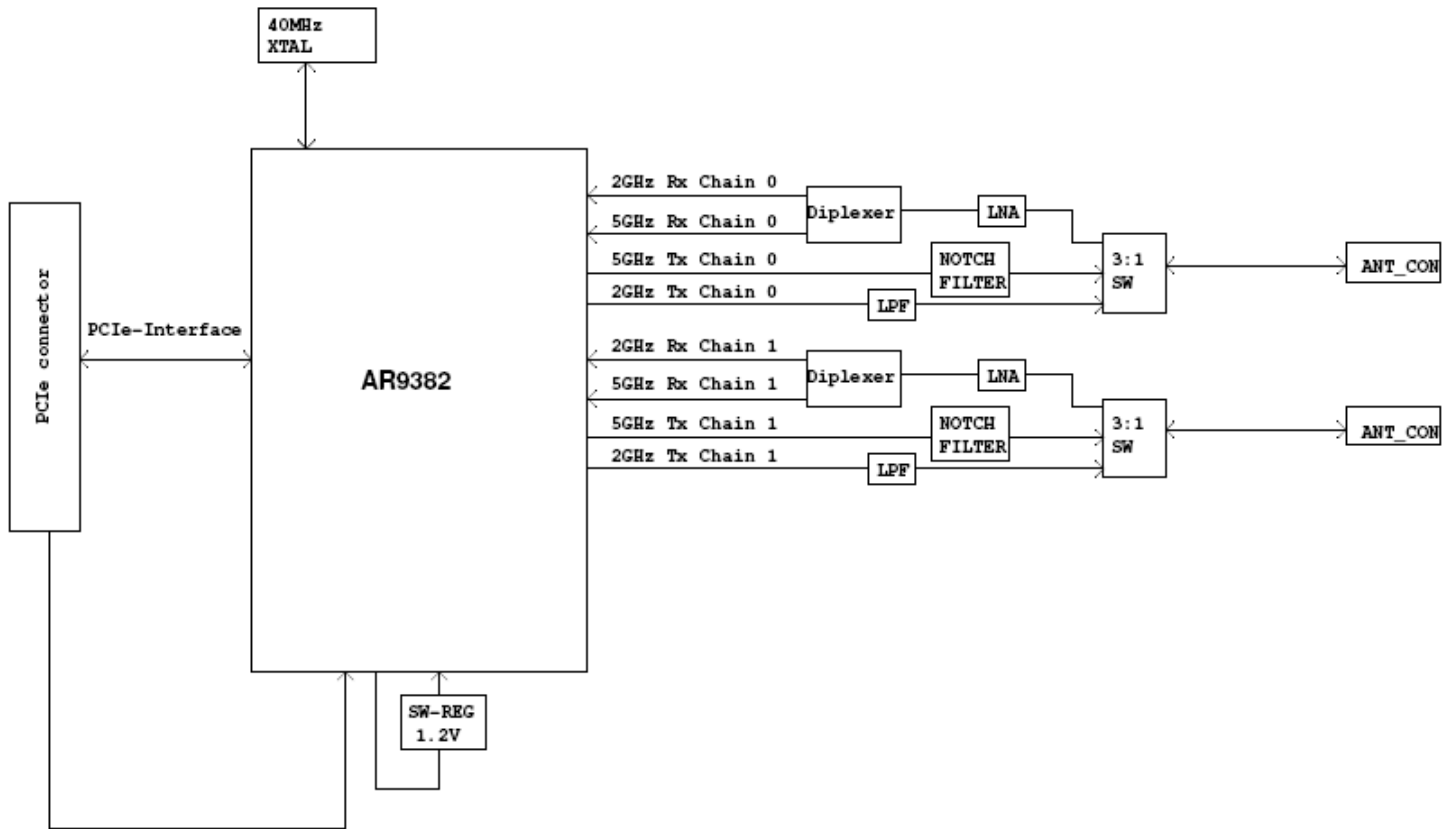 40MHz
XTAL
2GHz Rx Chain 0
Diplexer
LNA
5GHz Rx Chain 0
5GHz Tx Chain 0
NOTCH
FILTER
3:1
SW
ANT_CON
2GHz Tx Chain 0
LPF
PCIe connector
PCIe-Interface
AR9382
2GHz Rx Chain 1
Diplexer
LNA
5GHz Rx Chain 1
5GHz Tx Chain 1
NOTCH
FILTER
3:1
SW
ANT_CON
2GHz Tx Chain 1
LPF
SW-REG
1.2V